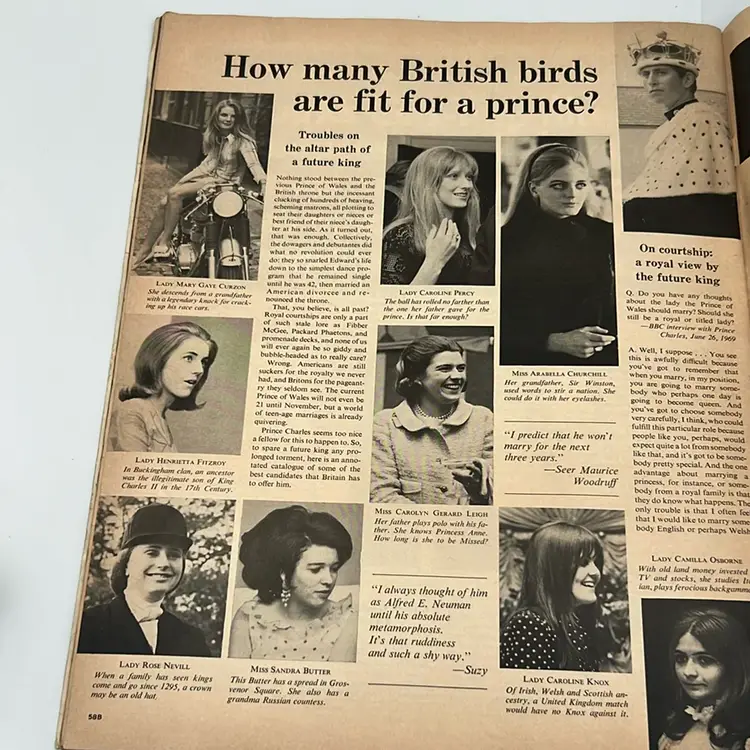 How many British birds
are fit for a prince?
Troubles on
the altar path of
a future king
Nothing stood between the pre-
vious Prince of Wales and the
British throne but the incessant
clucking of hundreds of heaving,
scheming matrons, all plotting to
seat their daughters or nieces or
best friend of their niece's daugh-
ter at his side. As it turned out,
that was enough. Collectively,
the dowagers and debutantes did
what no revolution could ever
do: they so snarled Edward's life
down to the simplest dance pro-
gram that he remained single
until he was 42, then married an
American divorcee and re-
nounced the throne.
That, you believe, is all past?
Royal courtships are only a part
of such stale lore as Fibber
McGee, Packard Phaetons, and
promenade decks, and none of us
will ever again be so giddy and
bubble-headed as to really care?
Wrong. Americans are still
suckers for the royalty we never
had, and Britons for the pageant-
ry they seldom see. The current
Prince of Wales will not even be
21 until November, but a world
of teen-age marriages is already
quivering.
Prince Charles seems too nice
a fellow for this to happen to. So,
to spare a future king any pro-
longed torment, here is an anno-
tated catalogue of some of the
best candidates that Britain has
to offer him.
LADY MARY GAYE CURZON
She descends from a grandfather
with a legendary knack for crack-
ing up his race cars.
LADY HENRIETTA FITZROY
In Buckingham clan, an ancestor
was the illegitimate son of King
Charles II in the 17th Century.
LADY ROSE NEVILL
When a family has seen kings
come and go since 1295, a crown
may be an old hat.
MISS SANDRA BUTTER
This Butter has a spread in Gros-
venor Square. She also has a
grandma Russian countess.
LADY CAROLINE PERCY
The ball has rolled no farther than
the one her father gave for the
prince. Is that far enough?
MISS CAROLYN GERARD LEIGH
Her father plays polo with his fa-
ther. She knows Princess Anne.
How long is she to be Missed?
"I always thought of him
as Alfred E. Neuman
until his absolute
metamorphosis.
It's that ruddiness
and such a shy way."
—Suzy
MISS ARABELLA CHURCHILL
Her grandfather, Sir Winston,
used words to stir a nation. She
could do it with her eyelashes.
"I predict that he won't
marry for the next
three years."
—Seer Maurice
Woodruff
LADY CAROLINE KNOX
Of Irish, Welsh and Scottish an-
cestry, a United Kingdom match
would have no Knox against it.
On courtship:
a royal view by
the future king
Q. Do you have any thoughts
about the lady the Prince of
Wales should marry? Should she
still be a royal or titled lady?
—BBC interview with Prince
Charles, June 26, 1969
A. Well, I suppose . . . You see
this is awfully difficult because
you've got to remember that
when you marry, in my position,
you are going to marry some-
body who perhaps one day is
going to become queen. And
you've got to choose somebody
very carefully, I think, who could
fulfill this particular role because
people like you, perhaps, would
expect quite a lot from somebody
like that, and it's got to be some-
body pretty special. And the one
advantage about marrying a
princess, for instance, or some-
body from a royal family is that
they do know what happens. The
only trouble is that I often feel
that I would like to marry some-
body English or perhaps Welsh
LADY CAMILLA OSBORNE
With old land money invested
TV and stocks, she studies
ian, plays ferocious backgammon
58B